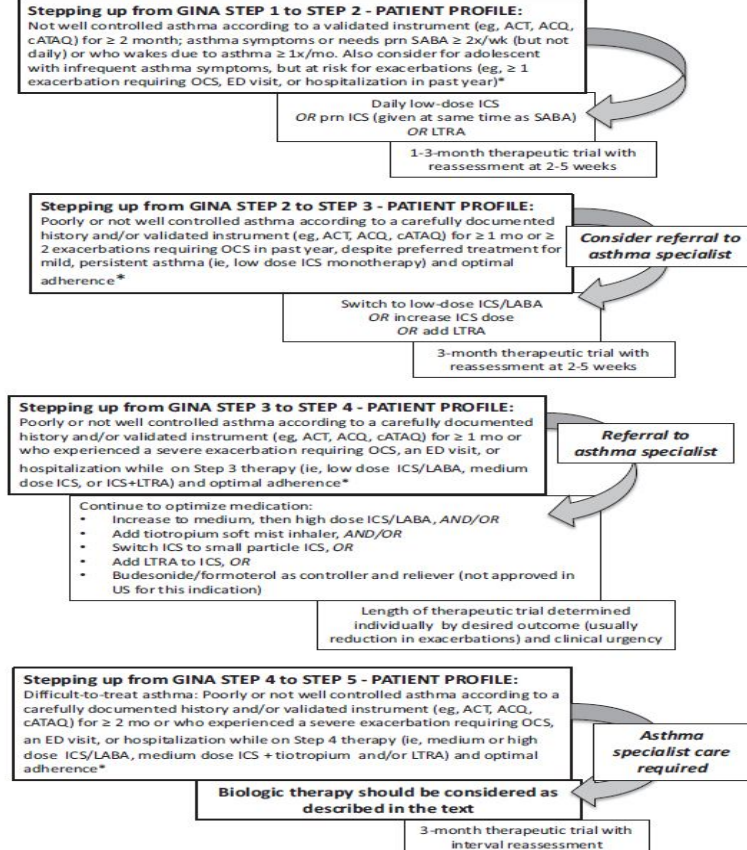 Stepping up from GINA STEP 1 to STEP 2 - PATIENT PROFILE:
Not well controlled asthma according to a validated instrument (eg, ACT, ACQ,
cATAQ) for ≥ 2 month; asthma symptoms or needs prn SABA ≥ 2x/wk (but not
daily) or who wakes due to asthma ≥ 1x/mo. Also consider for adolescent
with infrequent asthma symptoms, but at risk for exacerbations (eg, ≥ 1
exacerbation requiring OCS, ED visit, or hospitalization in past year)*
Daily low-dose ICS
OR prn ICS (given at same time as SABA)
OR LTRA
1-3-month therapeutic trial with
reassessment at 2-5 weeks
Stepping up from GINA STEP 2 to STEP 3 - PATIENT PROFILE:
Poorly or not well controlled asthma according to a carefully documented
history and/or validated instrument (eg, ACT, ACQ, cATAQ) for ≥ 1 mo or ≥
2 exacerbations requiring OCS in past year, despite preferred treatment for
mild, persistent asthma (ie, low dose ICS monotherapy) and optimal
adherence*
Consider referral to
asthma specialist
Switch to low-dose ICS/LABA
OR increase ICS dose
OR add LTRA
3-month therapeutic trial with
reassessment at 2-5 weeks
Stepping up from GINA STEP 3 to STEP 4 - PATIENT PROFILE:
Poorly or not well controlled asthma according to a carefully documented
history and/or validated instrument (eg, ACT, ACQ, cATAQ) for ≥ 1 mo or
who experienced a severe exacerbation requiring OCS, an ED visit, or
hospitalization while on Step 3 therapy (ie, low dose ICS/LABA, medium
dose ICS, or ICS+LTRA) and optimal adherence*
Referral to
asthma specialist
Continue to optimize medication:
• Increase to medium, then high dose ICS/LABA, AND/OR
• Add tiotropium soft mist inhaler, AND/OR
• Switch ICS to small particle ICS, OR
• Add LTRA to ICS, OR
• Budesonide/formoterol as controller and reliever (not approved in
US for this indication)
Length of therapeutic trial determined
individually by desired outcome (usually
reduction in exacerbations) and clinical urgency
Stepping up from GINA STEP 4 to STEP 5 - PATIENT PROFILE:
Difficult-to-treat asthma: Poorly or not well controlled asthma according to a
carefully documented history and/or validated instrument (eg, ACT, ACQ,
cATAQ) for ≥ 2 mo or who experienced a severe exacerbation requiring OCS,
an ED visit, or hospitalization while on Step 4 therapy (ie, medium or high
dose ICS/LABA, medium dose ICS + tiotropium and/or LTRA) and optimal
adherence*
Asthma
specialist care
required
Biologic therapy should be considered as
described in the text
3-month therapeutic trial with
interval reassessment